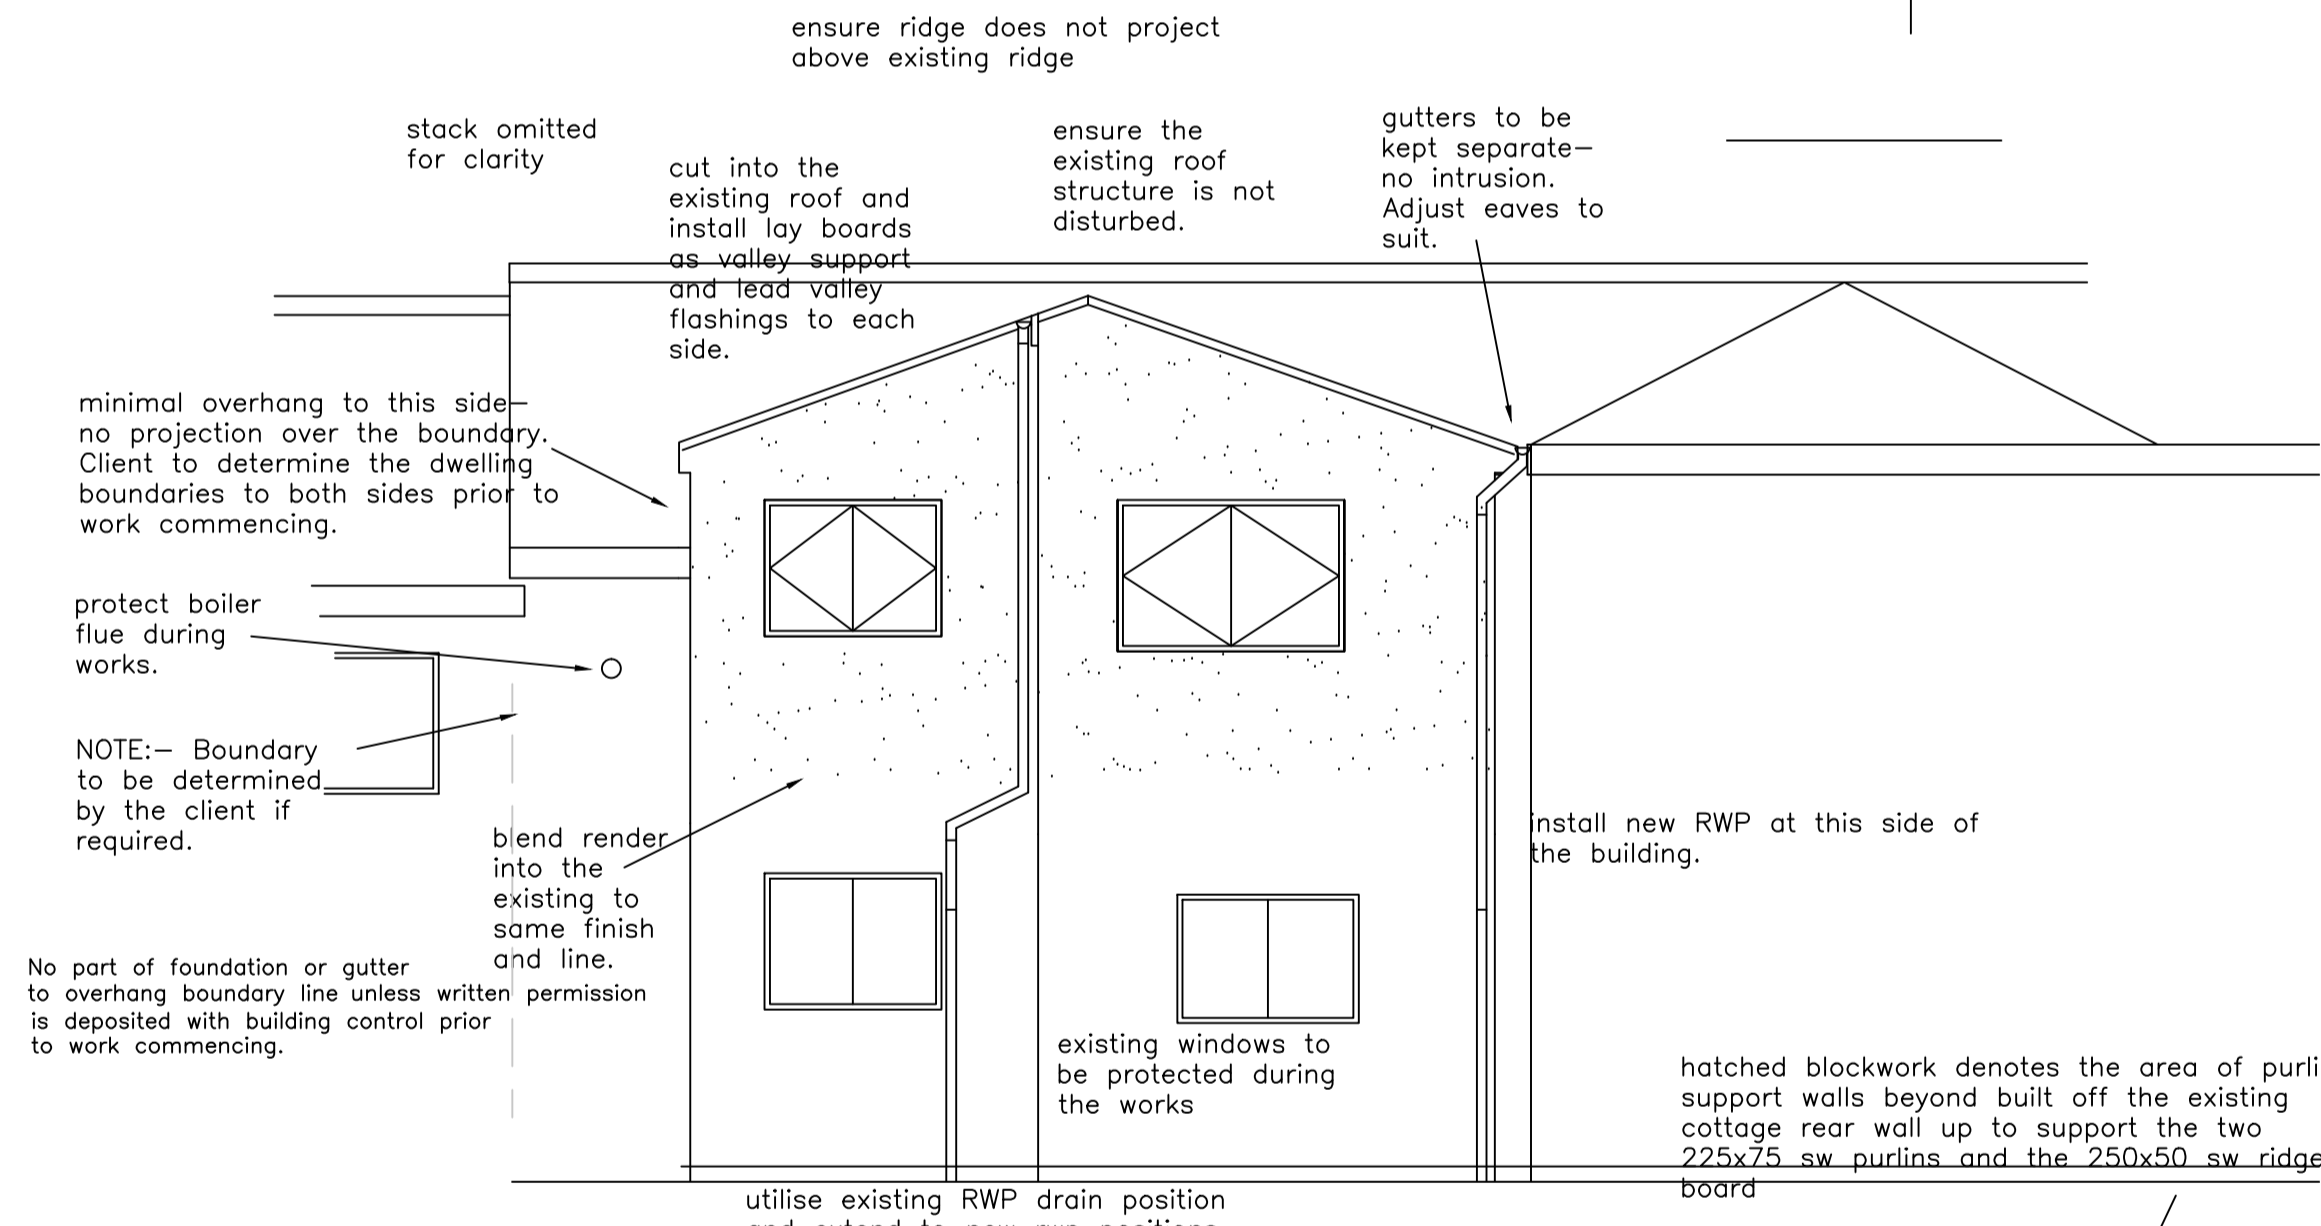 ensure ridge does not project
above existing ridge
stack omitted
for clarity
cut into the
existing roof and
install lay boards
as valley support
and lead valley
flashings to each
side.
ensure the
existing roof
structure is not
disturbed.
gutters to be
kept separate–
no intrusion.
Adjust eaves to
suit.
minimal overhang to this side–
no projection over the boundary.
Client to determine the dwelling
boundaries to both sides prior to
work commencing.
protect boiler
flue during
works.
NOTE:– Boundary
to be determined
by the client if
required.
blend render
into the
existing to
same finish
and line.
install new RWP at this side of
the building.
No part of foundation or gutter
to overhang boundary line unless written permission
is deposited with building control prior
to work commencing.
existing windows to
be protected during
the works
hatched blockwork denotes the area of purli
support walls beyond built off the existing
cottage rear wall up to support the two
225x75 sw purlins and the 250x50 sw ridge
board
utilise existing RWP drain position
and extend to new rwp positions